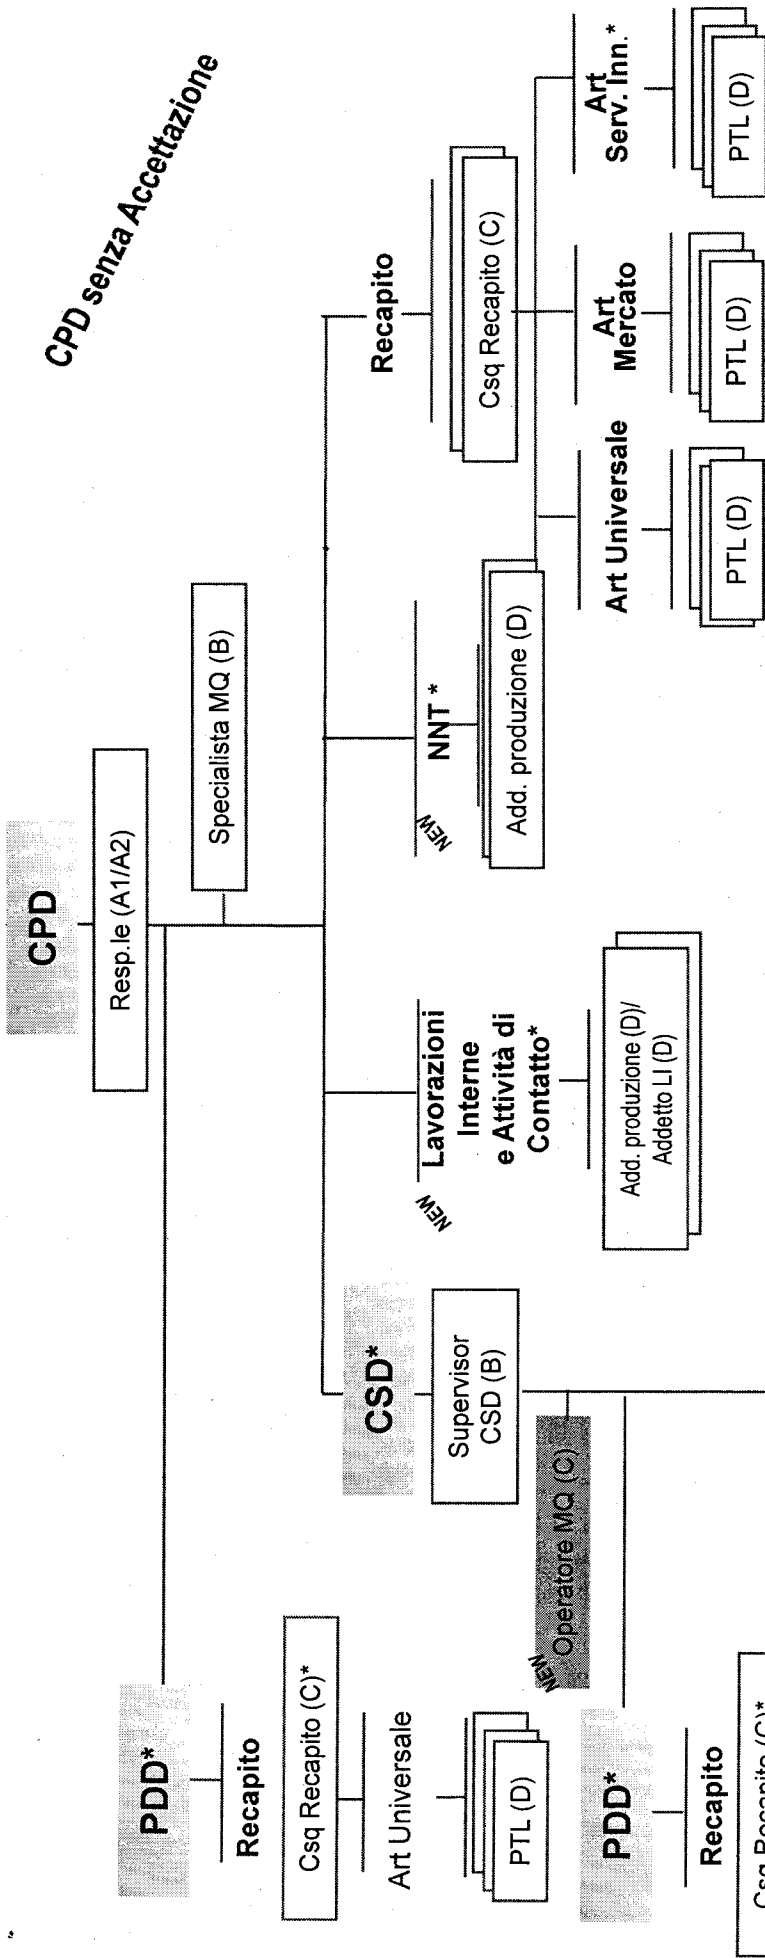 CPD senza Accettazione
CPD
Resp.le (A1/A2)
Specialista MQ (B)
PDD*
Recapito
Csq Recapito (C)*
Art Universale
PTL (D)
CSD*
Supervisor
CSD (B)
NEW
Operatore MQ (C)
PDD*
Recapito
Csq Recapito (C)*
NEW
Lavorazioni
Interne
e Attività di
Contatto*
Add. produzione (D)/
Addetto LI (D)
NEW
NNT *
Add. produzione (D)
Recapito
Csq Recapito (C)
Art Universale
PTL (D)
Art
Mercato
PTL (D)
Art
Serv. Inn.*
PTL (D)